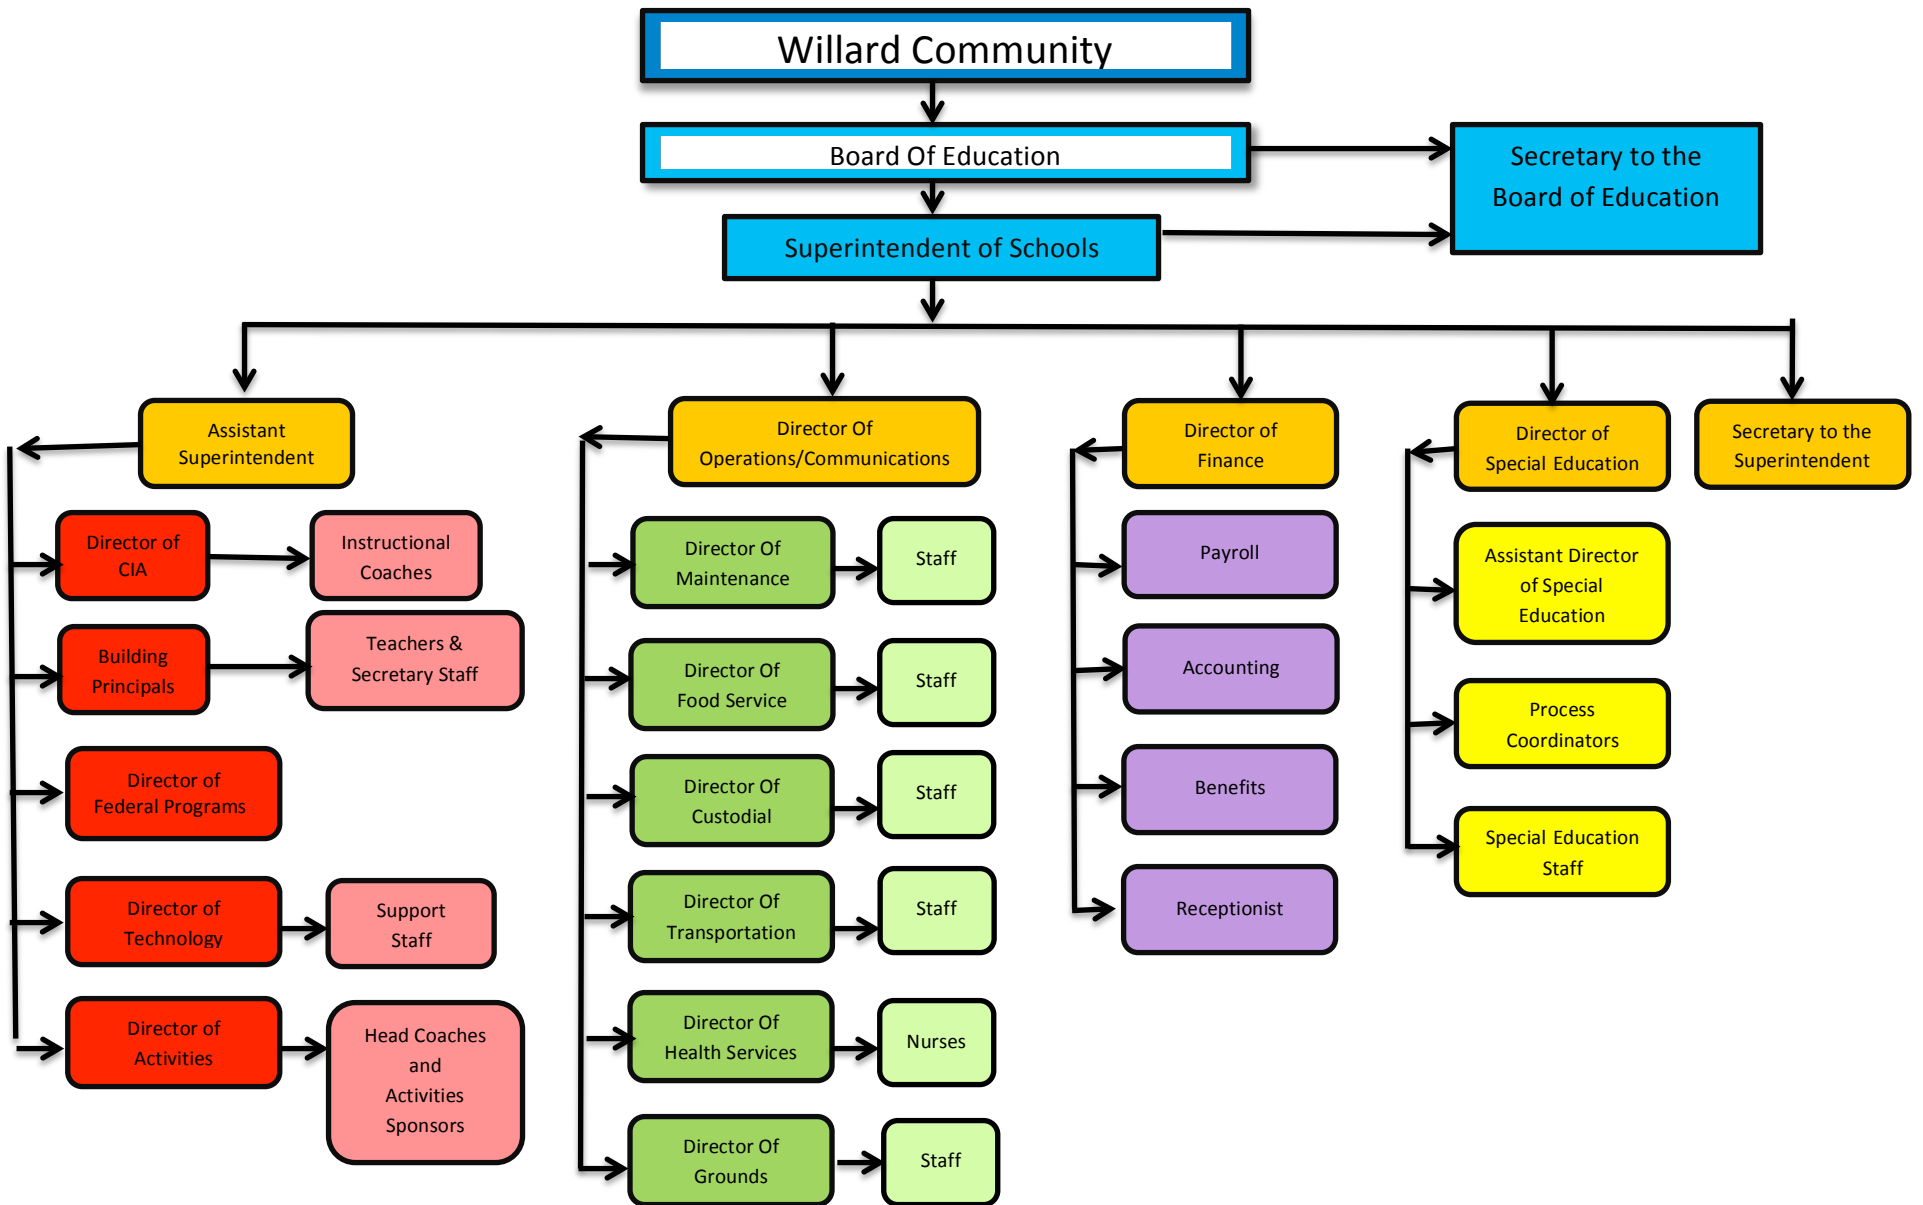 Willard Community
Board Of Education
Secretary to the
Board of Education
Superintendent of Schools
Assistant
Superintendent
Director Of
Operations/Communications
Director of
Finance
Director of
Special Education
Secretary to the
Superintendent
Director of
CIA
Instructional
Coaches
Building
Principals
Teachers &
Secretary Staff
Director of
Federal Programs
Director of
Technology
Support
Staff
Director of
Activities
Head Coaches
and
Activities
Sponsors
Director Of
Maintenance
Staff
Director Of
Food Service
Staff
Director Of
Custodial
Staff
Director Of
Transportation
Staff
Director Of
Health Services
Nurses
Director Of
Grounds
Staff
Payroll
Accounting
Benefits
Receptionist
Assistant Director
of Special
Education
Process
Coordinators
Special Education
Staff